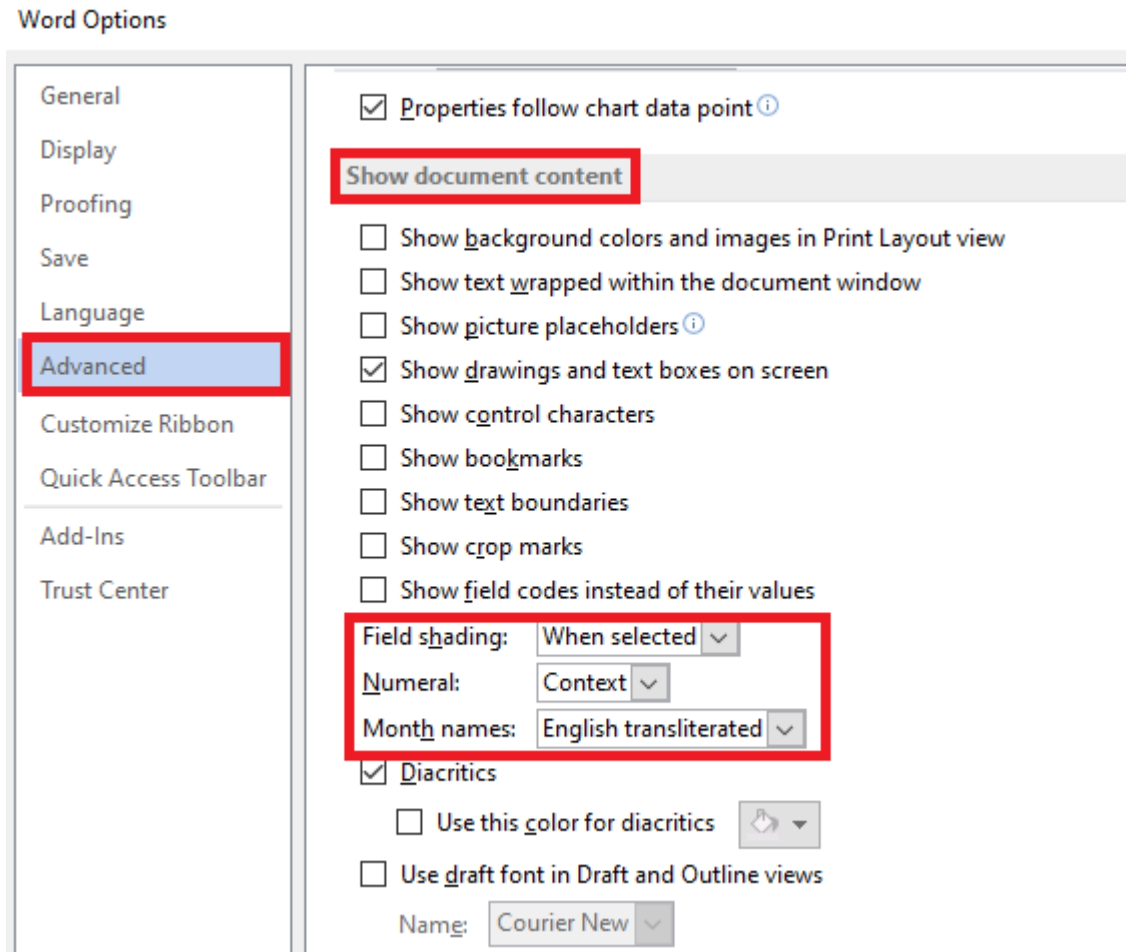 Word Options
General
Display
Proofing
Save
Language
Advanced
Customize Ribbon
Quick Access Toolbar
Add-Ins
Trust Center
Properties follow chart data point
Show document content
Show background colors and images in Print Layout view
Show text wrapped within the document window
Show picture placeholders
Show drawings and text boxes on screen
Show control characters
Show bookmarks
Show text boundaries
Show crop marks
Show field codes instead of their values
Field shading: When selected
Numeral: Context
Month names: English transliterated
Diacritics
Use this color for diacritics
Use draft font in Draft and Outline views
Name: Courier New